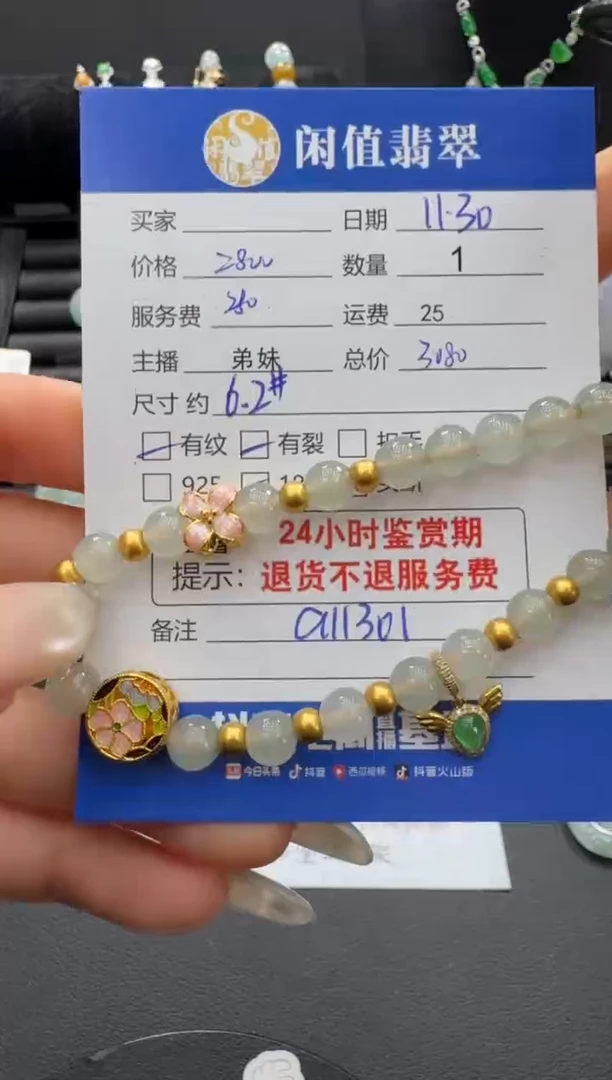 闲值翡翠
买家 日期 11.30
价格 2800 数量 1
服务费 280 运费 25
主播 弟妹 总价 3080
尺寸 约 6.2#
有纹 有裂
925
24小时鉴赏期
提示: 退货不退服务费
备注 a11301
今日头条 抖音 西瓜视频 抖音火山版